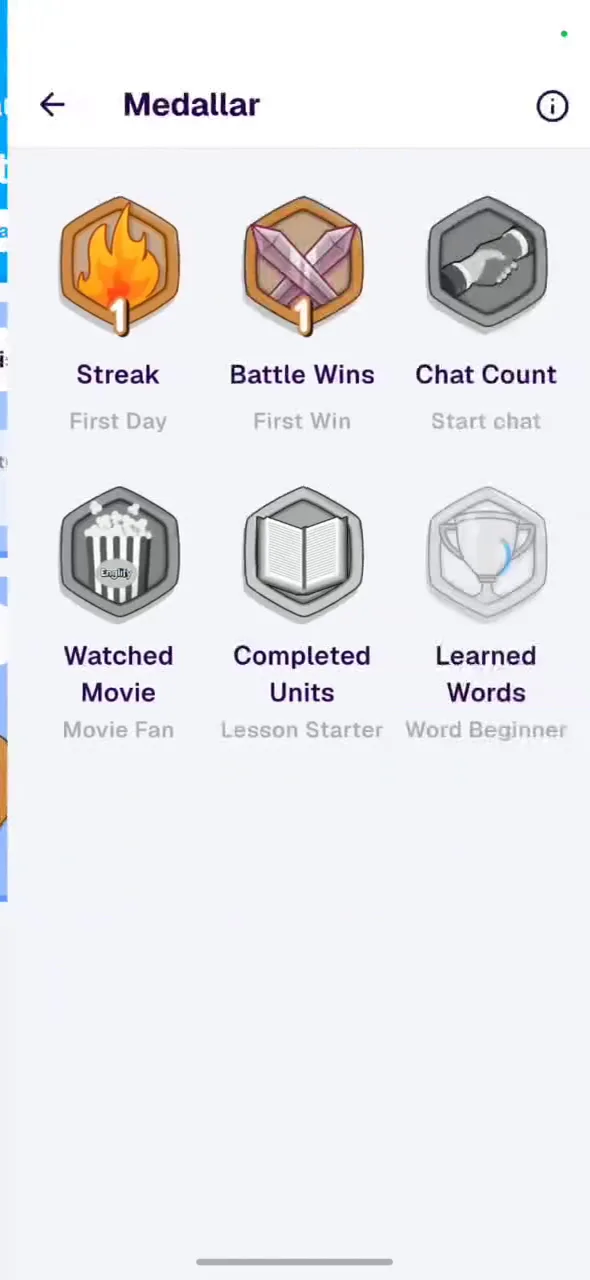 Medallar
1
1
Streak
Battle Wins
Chat Count
First Day
First Win
Start chat
Englify
Watched
Movie
Completed
Units
Learned
Words
Movie Fan
Lesson Starter
Word Beginner